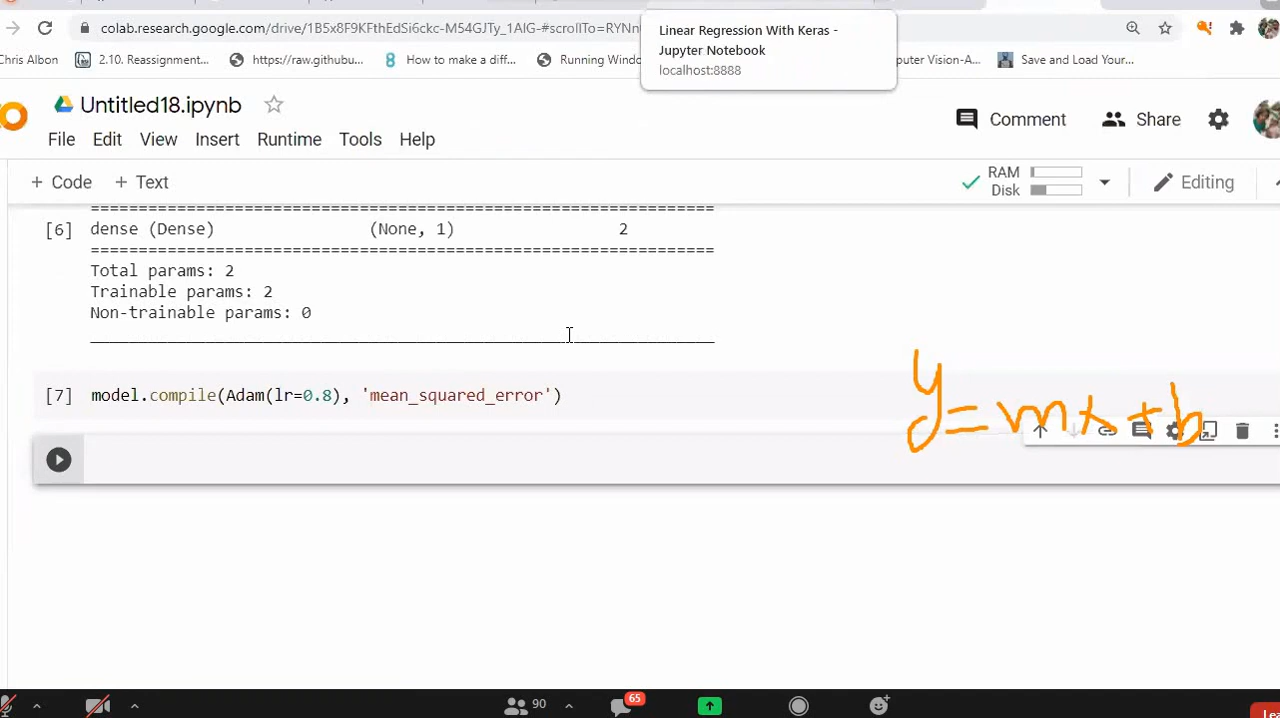 colab.research.google.com/drive/1B5x8F9KFthEdSi6ckc-M54GJTy_1AIG-#scrollTo=RYN
Linear Regression With Keras -
Jupyter Notebook
localhost:8888
Chris Albon
2.10. Reassignment...
https://raw.githubu...
How to make a diff...
Running Window
puter Vision-A...
Save and Load Your...
Untitled18.ipynb
Comment
Share
File Edit View Insert Runtime Tools Help
+ Code + Text
RAM
Disk
Editing
[6] dense (Dense) (None, 1) 2
=================================================================
Total params: 2
Trainable params: 2
Non-trainable params: 0
[7] model.compile(Adam(lr=0.8), 'mean_squared_error')
y=mx+b
90
65